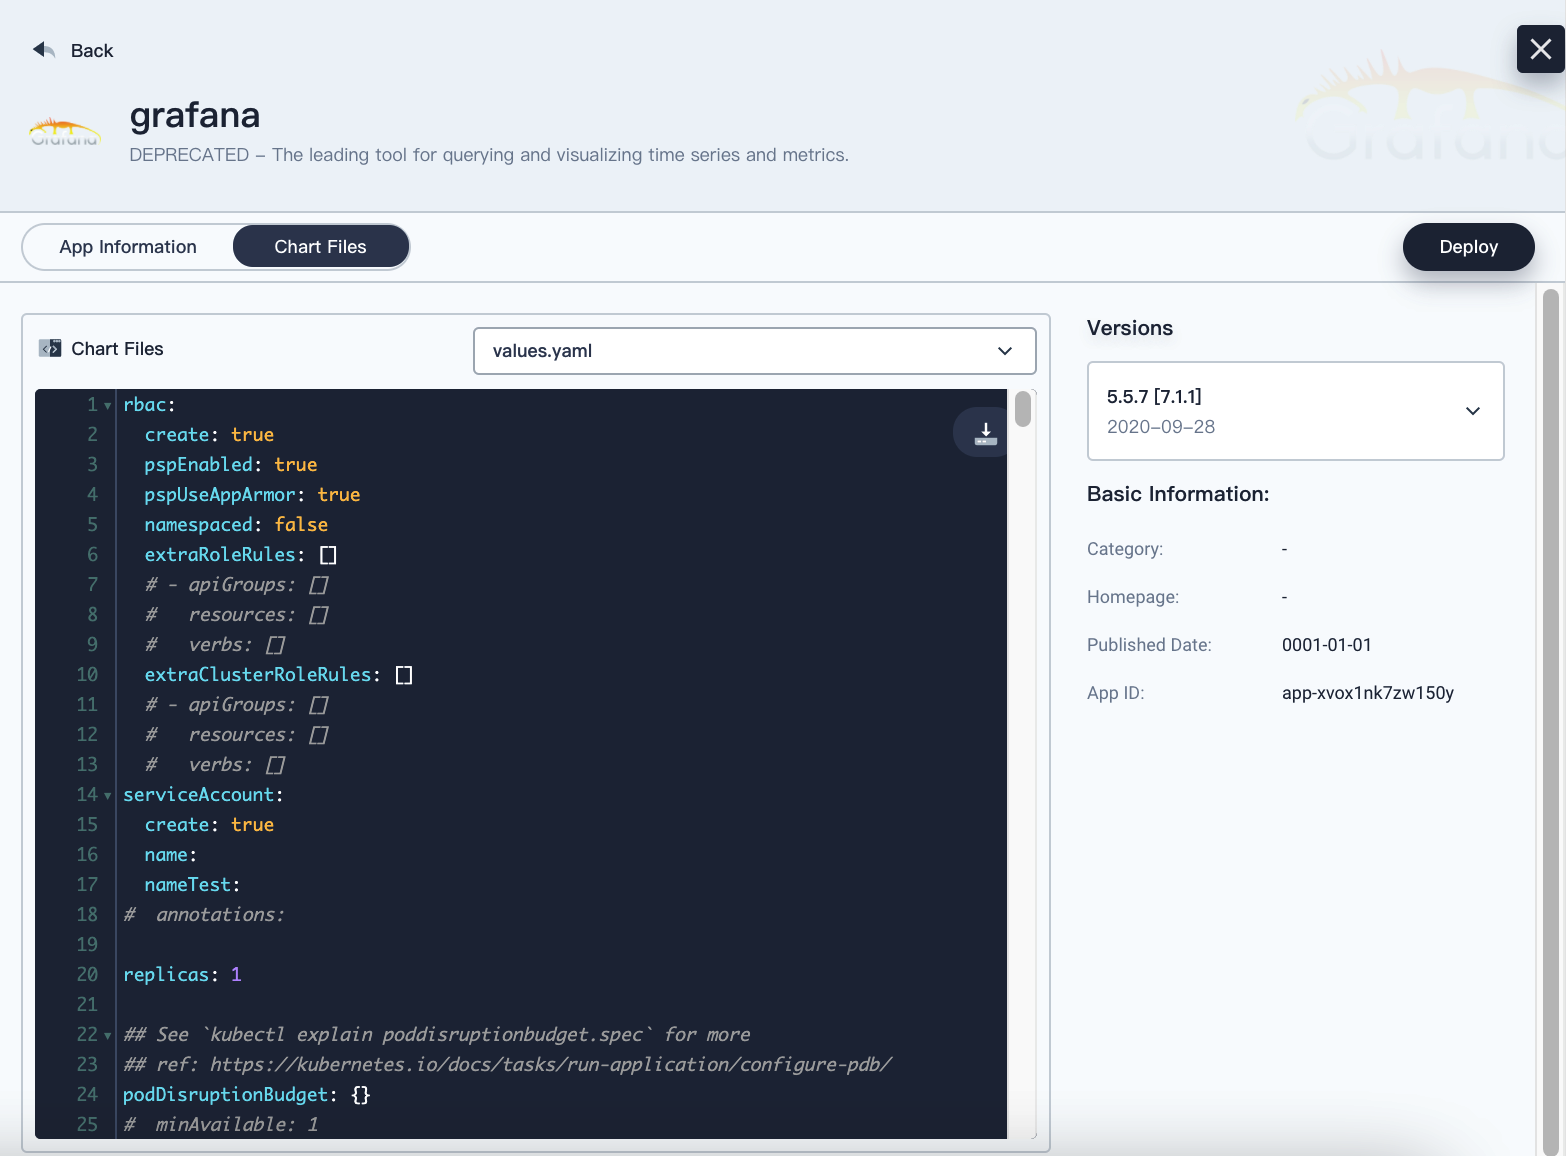 Back
grafana
Grafana
DEPRECATED – The leading tool for querying and visualizing time series and metrics.
App Information
Chart Files
Deploy
Chart Files
values.yaml
1 rbac:
2   create: true
3   pspEnabled: true
4   pspUseAppArmor: true
5   namespaced: false
6   extraRoleRules: []
7   # - apiGroups: []
8   #   resources: []
9   #   verbs: []
10   extraClusterRoleRules: []
11   # - apiGroups: []
12   #   resources: []
13   #   verbs: []
14 serviceAccount:
15   create: true
16   name:
17   nameTest:
18 #  annotations:
19
20 replicas: 1
21
22 ## See `kubectl explain poddisruptionbudget.spec` for more
23 ## ref: https://kubernetes.io/docs/tasks/run-application/configure-pdb/
24 podDisruptionBudget: {}
25 #  minAvailable: 1
Versions
5.5.7 [7.1.1]
2020–09–28
Basic Information:
Category: -
Homepage: -
Published Date: 0001-01-01
App ID: app-xvox1nk7zw150y